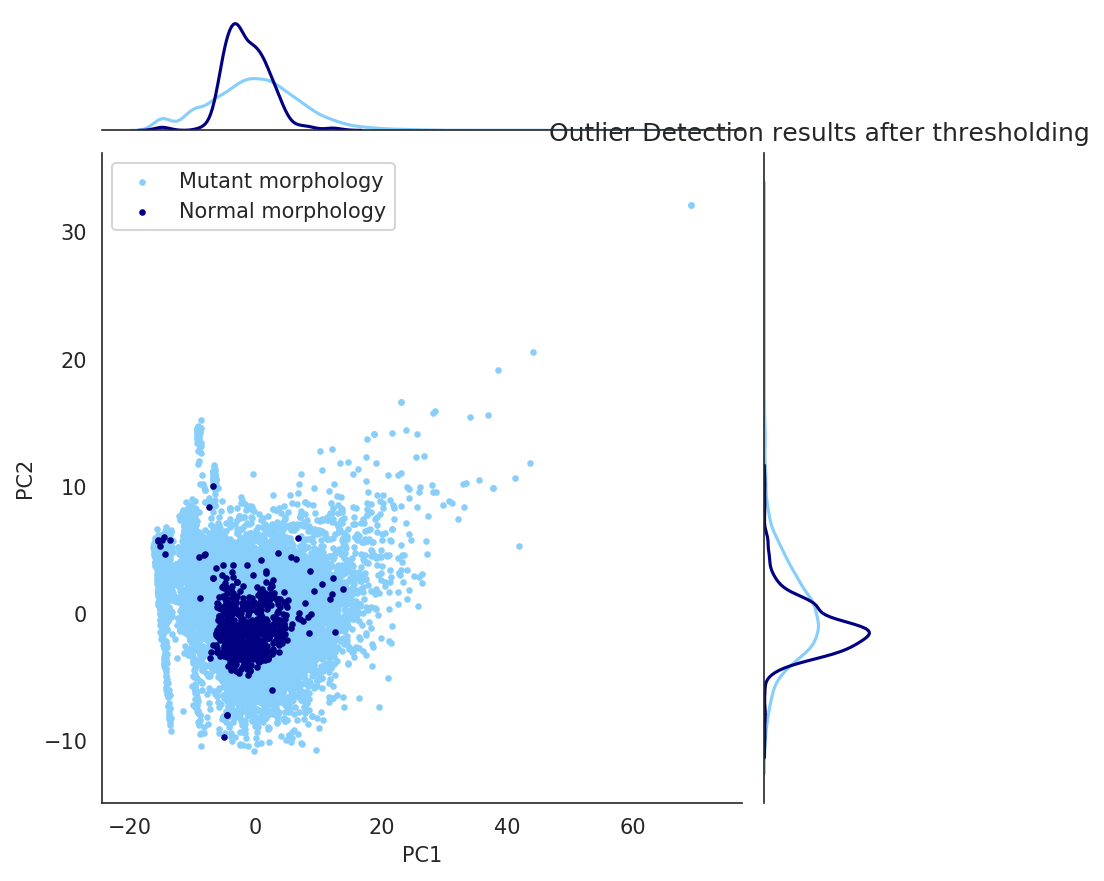 Outlier Detection results after thresholding
Mutant morphology
Normal morphology
30
20
10
0
−10
PC2
−20
0
20
40
60
PC1